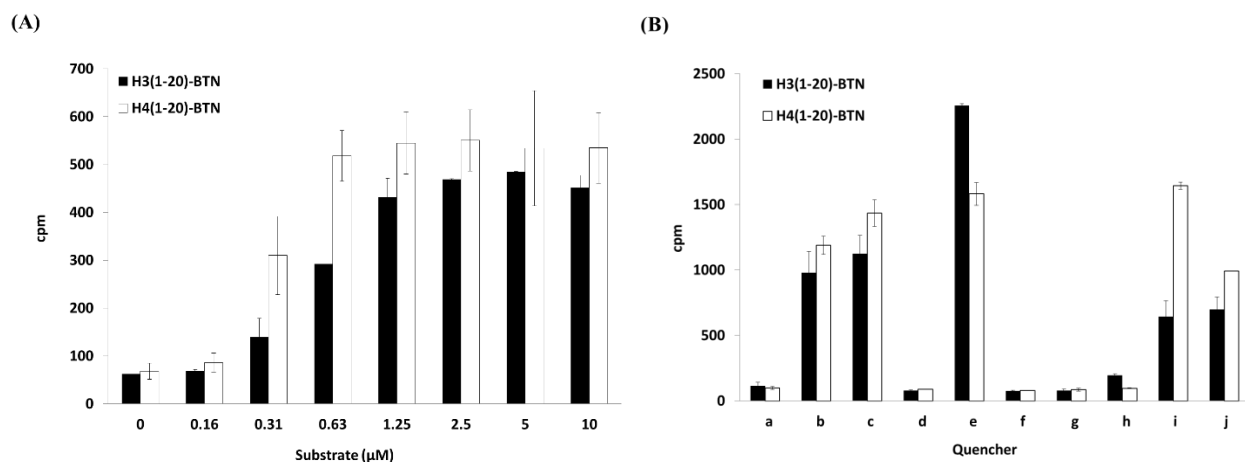 (A)
700
600
500
400
300
200
100
0
cpm
H3(1-20)-BTN
H4(1-20)-BTN
0 0.16 0.31 0.63 1.25 2.5 5 10
Substrate (μM)
(B)
2500
2000
1500
1000
500
0
cpm
H3(1-20)-BTN
H4(1-20)-BTN
a b c d e f g h i j
Quencher